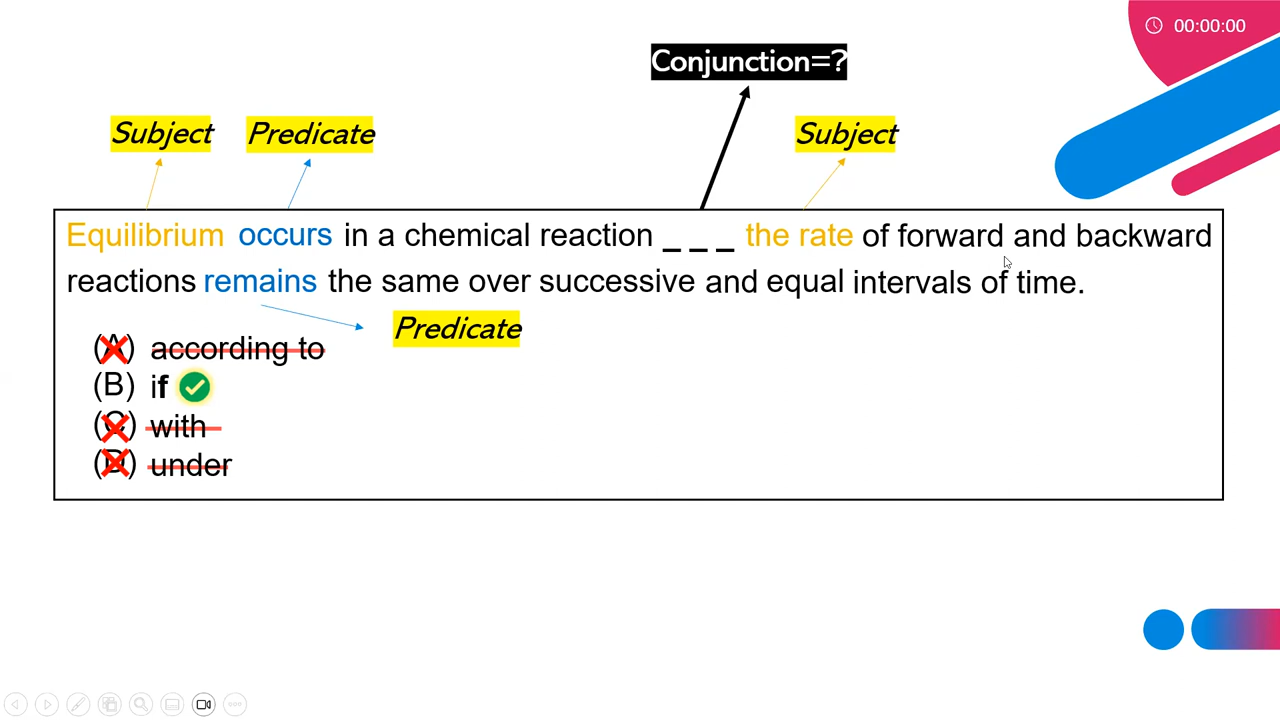 00:00:00
Conjunction=?
Subject Predicate Subject
Equilibrium occurs in a chemical reaction _ _ _ the rate of forward and backward
reactions remains the same over successive and equal intervals of time.
Predicate
(A) according to
(B) if
(C) with
(D) under